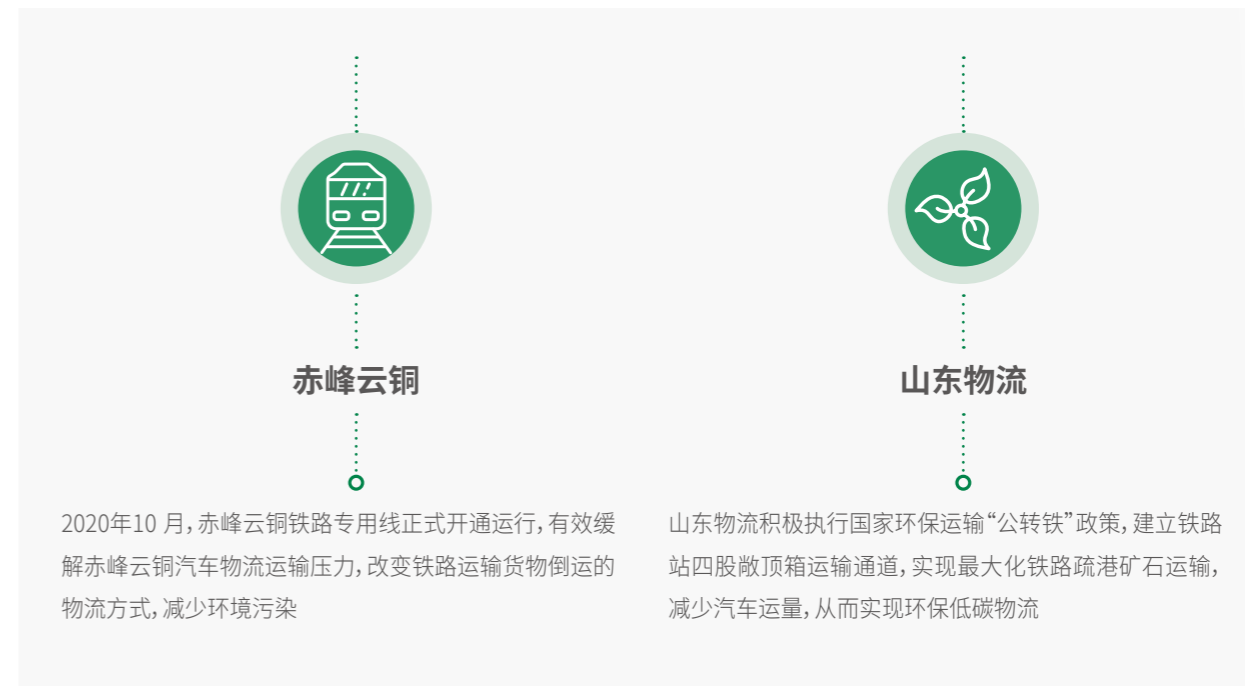 赤峰云铜
2020年10 月，赤峰云铜铁路专用线正式开通运行，有效缓
解赤峰云铜汽车物流运输压力，改变铁路运输货物倒运的
物流方式，减少环境污染
山东物流
山东物流积极执行国家环保运输“公转铁”政策，建立铁路
站四股敞顶箱运输通道，实现最大化铁路疏港矿石运输，
减少汽车运量，从而实现环保低碳物流